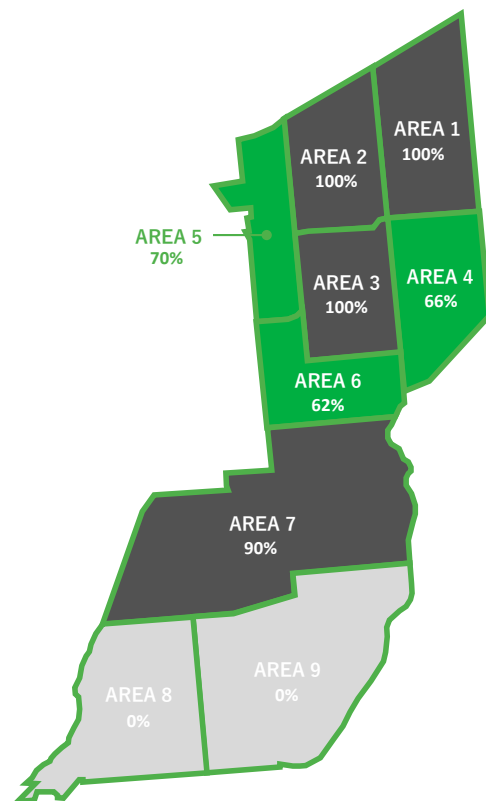 AREA 1
100%
AREA 2
100%
AREA 5
70%
AREA 3
100%
AREA 4
66%
AREA 6
62%
AREA 7
90%
AREA 8
0%
AREA 9
0%